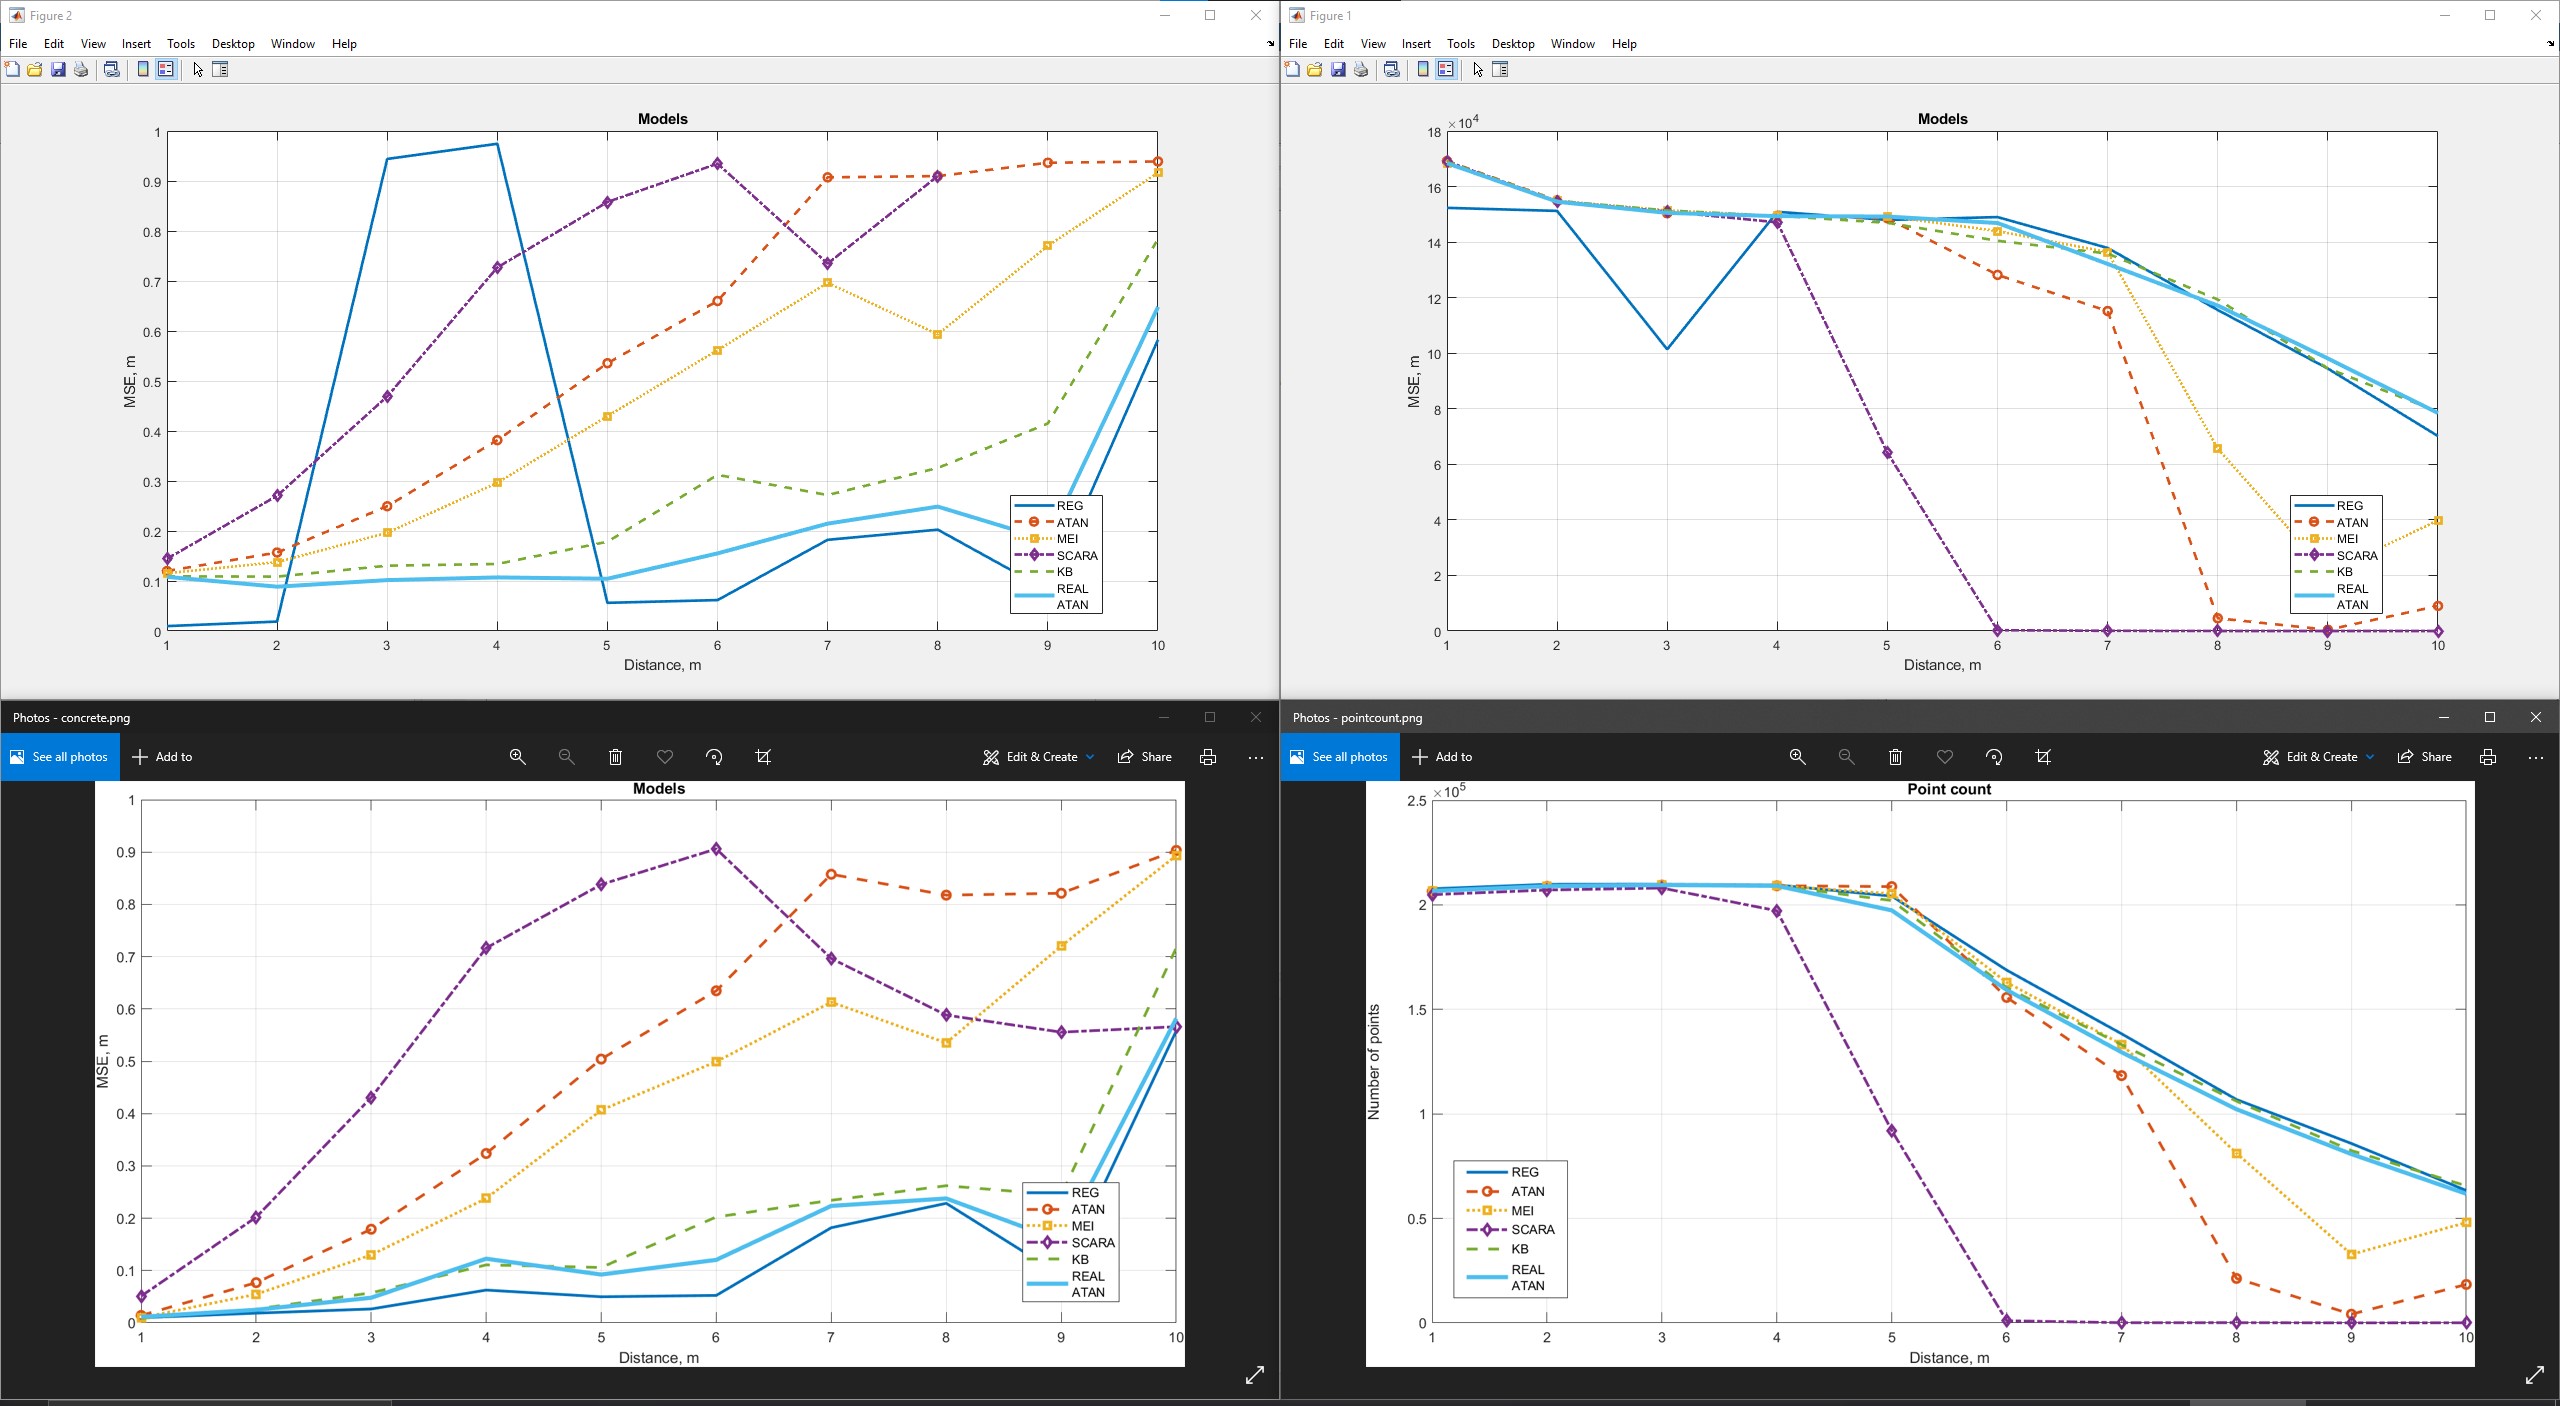 Figure 2
File Edit View Insert Tools Desktop Window Help
Models
1
0.9
0.8
0.7
0.6
0.5
0.4
0.3
0.2
0.1
0
MSE, m
1 2 3 4 5 6 7 8 9 10
Distance, m
REG
ATAN
MEI
SCARA
KB
REAL
ATAN
Figure 1
File Edit View Insert Tools Desktop Window Help
×10^4
Models
18
16
14
12
10
8
6
4
2
0
MSE, m
1 2 3 4 5 6 7 8 9 10
Distance, m
REG
ATAN
MEI
SCARA
KB
REAL
ATAN
Photos - concrete.png
See all photos Add to Edit & Create Share
Models
1
0.9
0.8
0.7
0.6
0.5
0.4
0.3
0.2
0.1
0
MSE, m
1 2 3 4 5 6 7 8 9 10
Distance, m
REG
ATAN
MEI
SCARA
KB
REAL
ATAN
Photos - pointcount.png
See all photos Add to Edit & Create Share
×10^5
Point count
2.5
2
1.5
1
0.5
0
Number of points
1 2 3 4 5 6 7 8 9 10
Distance, m
REG
ATAN
MEI
SCARA
KB
REAL
ATAN